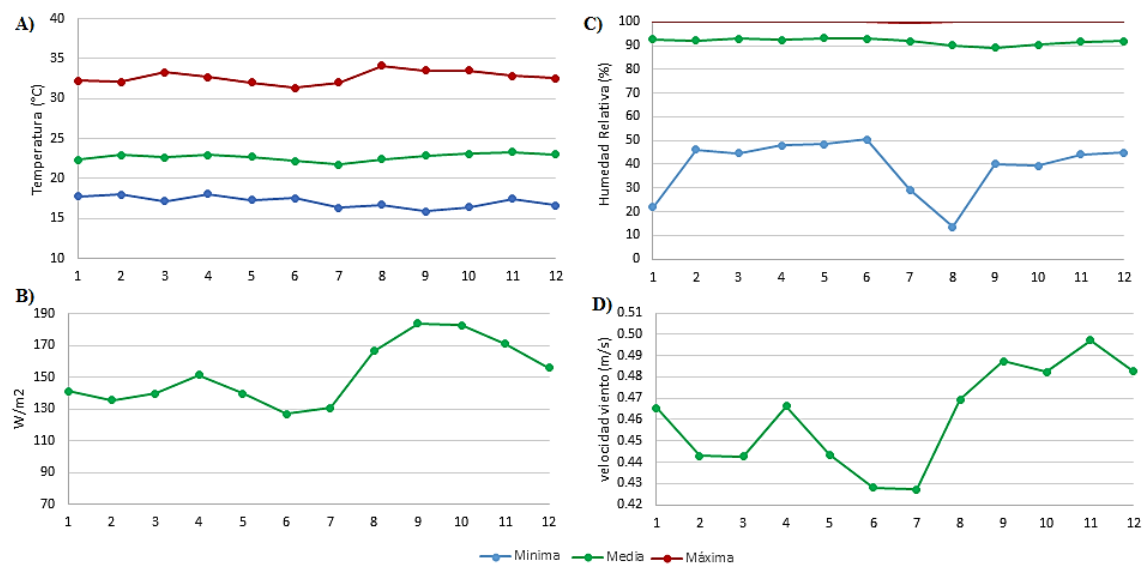 A)
Temperatura (°C)
40
35
30
25
20
15
10
1 2 3 4 5 6 7 8 9 10 11 12
C)
Humedad Relativa (%)
100
90
80
70
60
50
40
30
20
10
0
1 2 3 4 5 6 7 8 9 10 11 12
B)
W/m2
190
170
150
130
110
90
70
1 2 3 4 5 6 7 8 9 10 11 12
D)
velocidad viento (m/s)
0.51
0.50
0.49
0.48
0.47
0.46
0.45
0.44
0.43
0.42
1 2 3 4 5 6 7 8 9 10 11 12
Minima Media Máxima